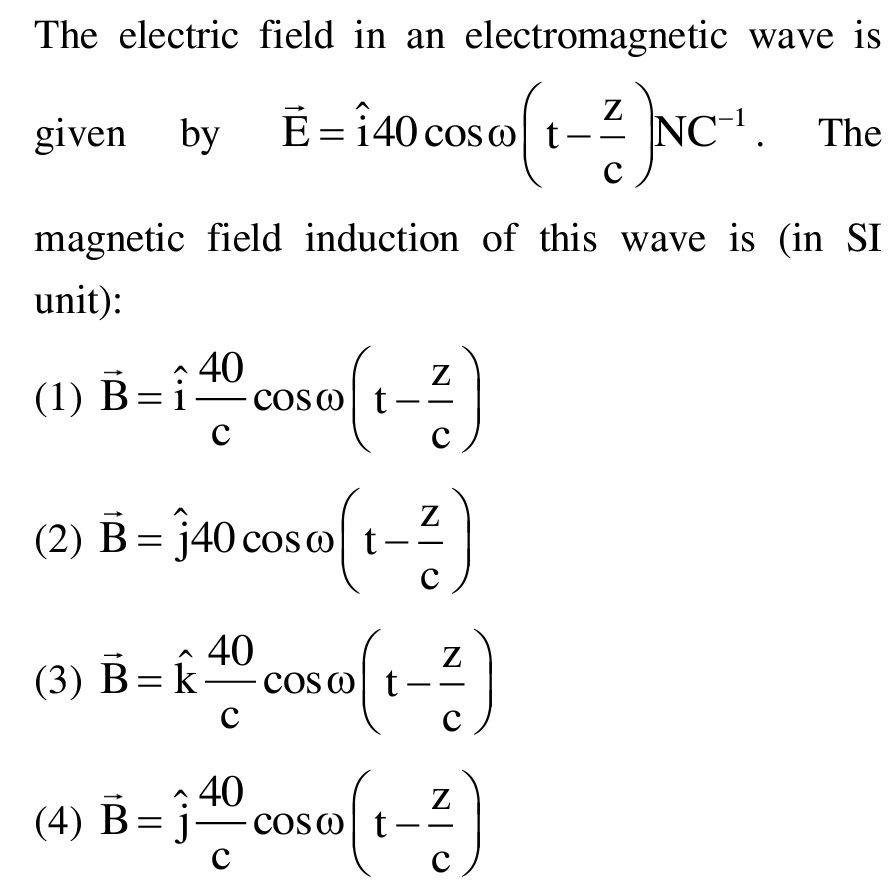 The electric field in an electromagnetic wave is
given by $\vec{E} = \hat{i}40\cos\omega\left(t-\frac{z}{c}\right)NC^{-1}$. The
magnetic field induction of this wave is (in SI
unit):
(1) $\vec{B} = \hat{i}\frac{40}{c}\cos\omega\left(t-\frac{z}{c}\right)$
(2) $\vec{B} = \hat{j}40\cos\omega\left(t-\frac{z}{c}\right)$
(3) $\vec{B} = \hat{k}\frac{40}{c}\cos\omega\left(t-\frac{z}{c}\right)$
(4) $\vec{B} = \hat{j}\frac{40}{c}\cos\omega\left(t-\frac{z}{c}\right)$